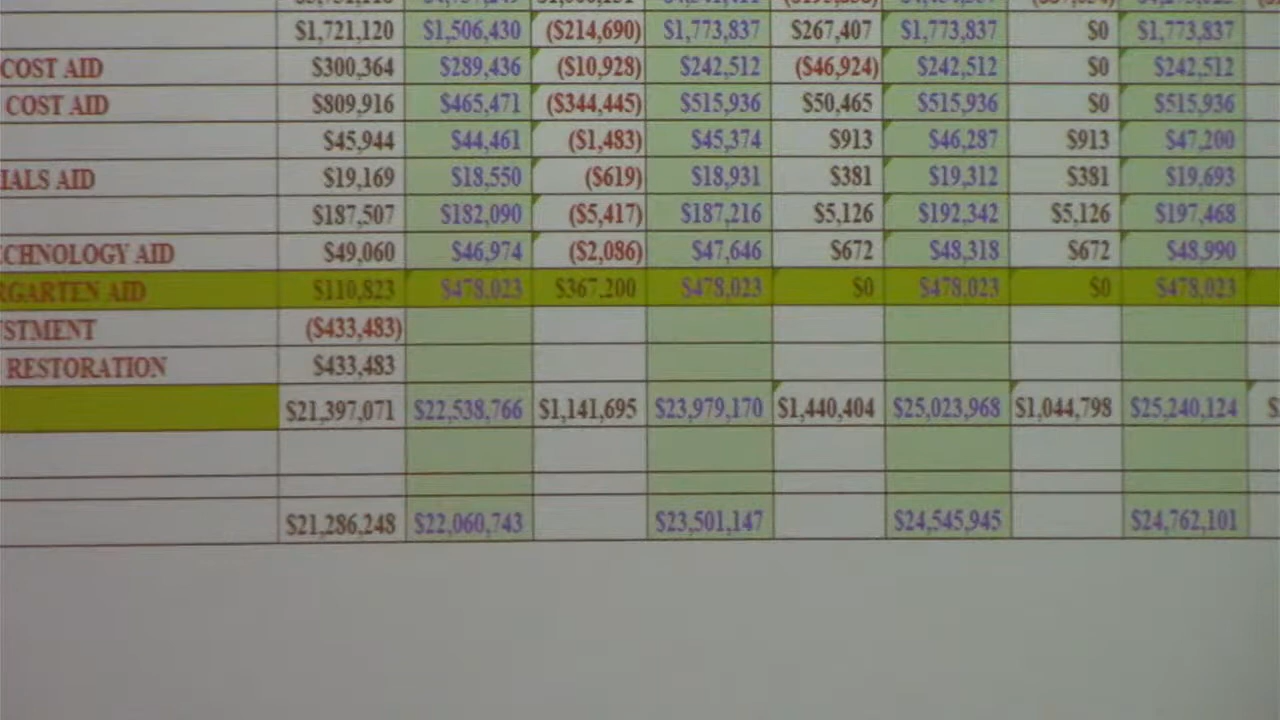 $1,721,120 $1,506,430 ($214,690) $1,773,837 $267,407 $1,773,837 $0 $1,773,837
COST AID $300,364 $289,436 ($10,928) $242,512 ($46,924) $242,512 $0 $242,512
COST AID $809,916 $465,471 ($344,445) $515,936 $50,465 $515,936 $0 $515,936
$45,944 $44,461 ($1,483) $45,374 $913 $46,287 $913 $47,200
IALS AID $19,169 $18,550 ($619) $18,931 $381 $19,312 $381 $19,693
$187,507 $182,090 ($5,417) $187,216 $5,126 $192,342 $5,126 $197,468
ECHNOLOGY AID $49,060 $46,974 ($2,086) $47,646 $672 $48,318 $672 $48,990
RGARTEN AID $110,823 $478,023 $367,200 $478,023 $0 $478,023 $0 $478,023
USTMENT ($433,483)
RESTORATION $433,483
$21,397,071 $22,538,766 $1,141,695 $23,979,170 $1,440,404 $25,023,968 $1,044,798 $25,240,124 $
$21,286,248 $22,060,743 $23,501,147 $24,545,945 $24,762,101